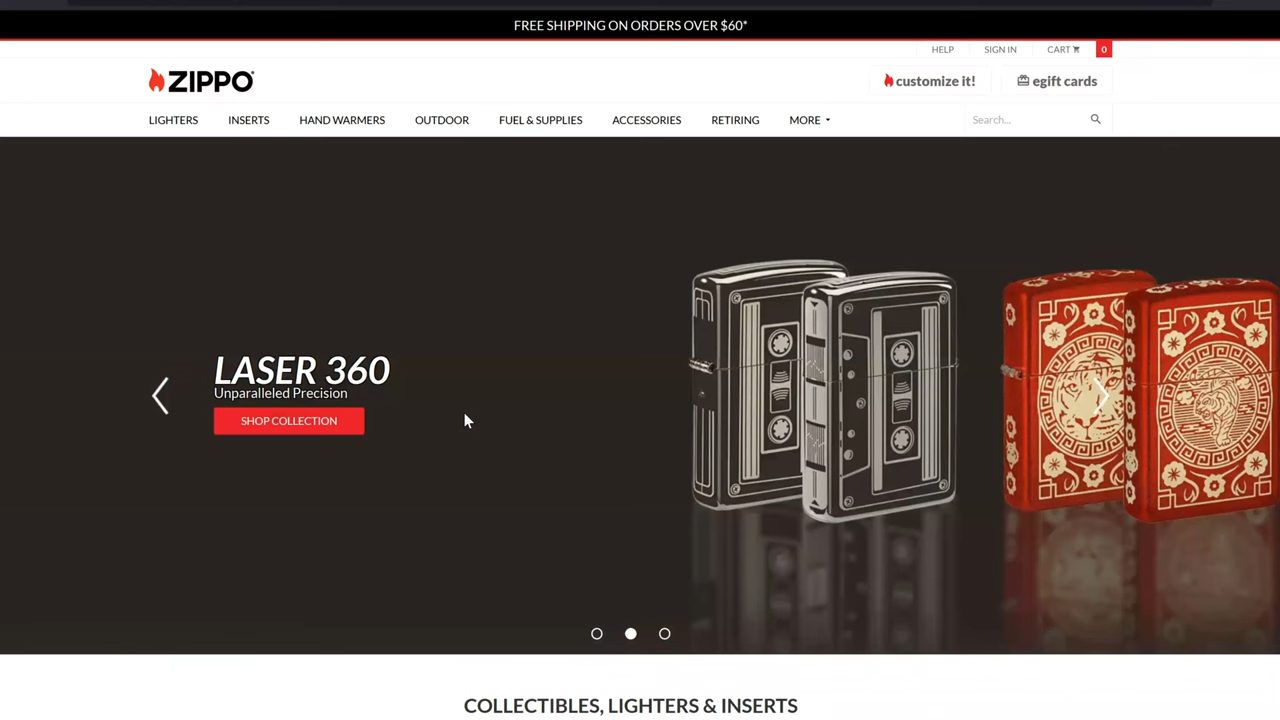 FREE SHIPPING ON ORDERS OVER $60*
HELP SIGN IN CART 0
ZIPPO customize it! egift cards
LIGHTERS INSERTS HAND WARMERS OUTDOOR FUEL & SUPPLIES ACCESSORIES RETIRING MORE Search...
LASER 360
Unparalleled Precision
SHOP COLLECTION
COLLECTIBLES, LIGHTERS & INSERTS